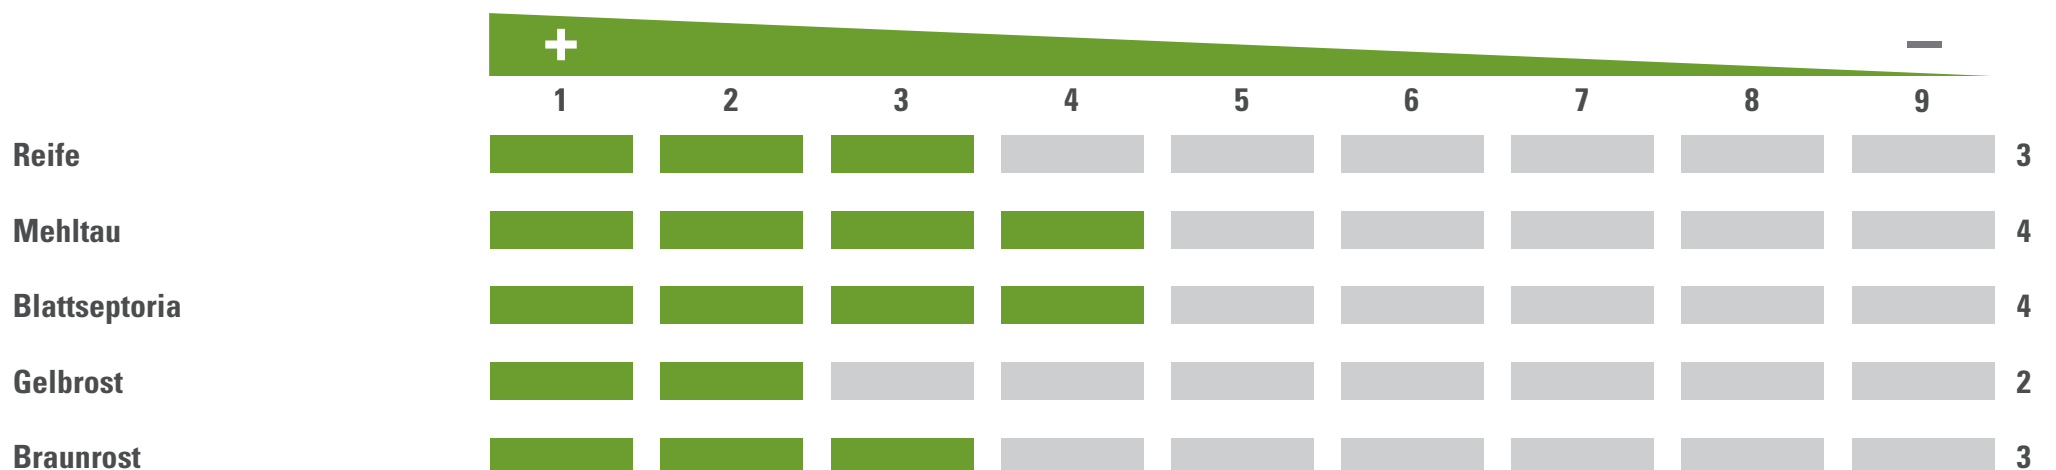 + −
1 2 3 4 5 6 7 8 9
Reife 3
Mehltau 4
Blattseptoria 4
Gelbrost 2
Braunrost 3